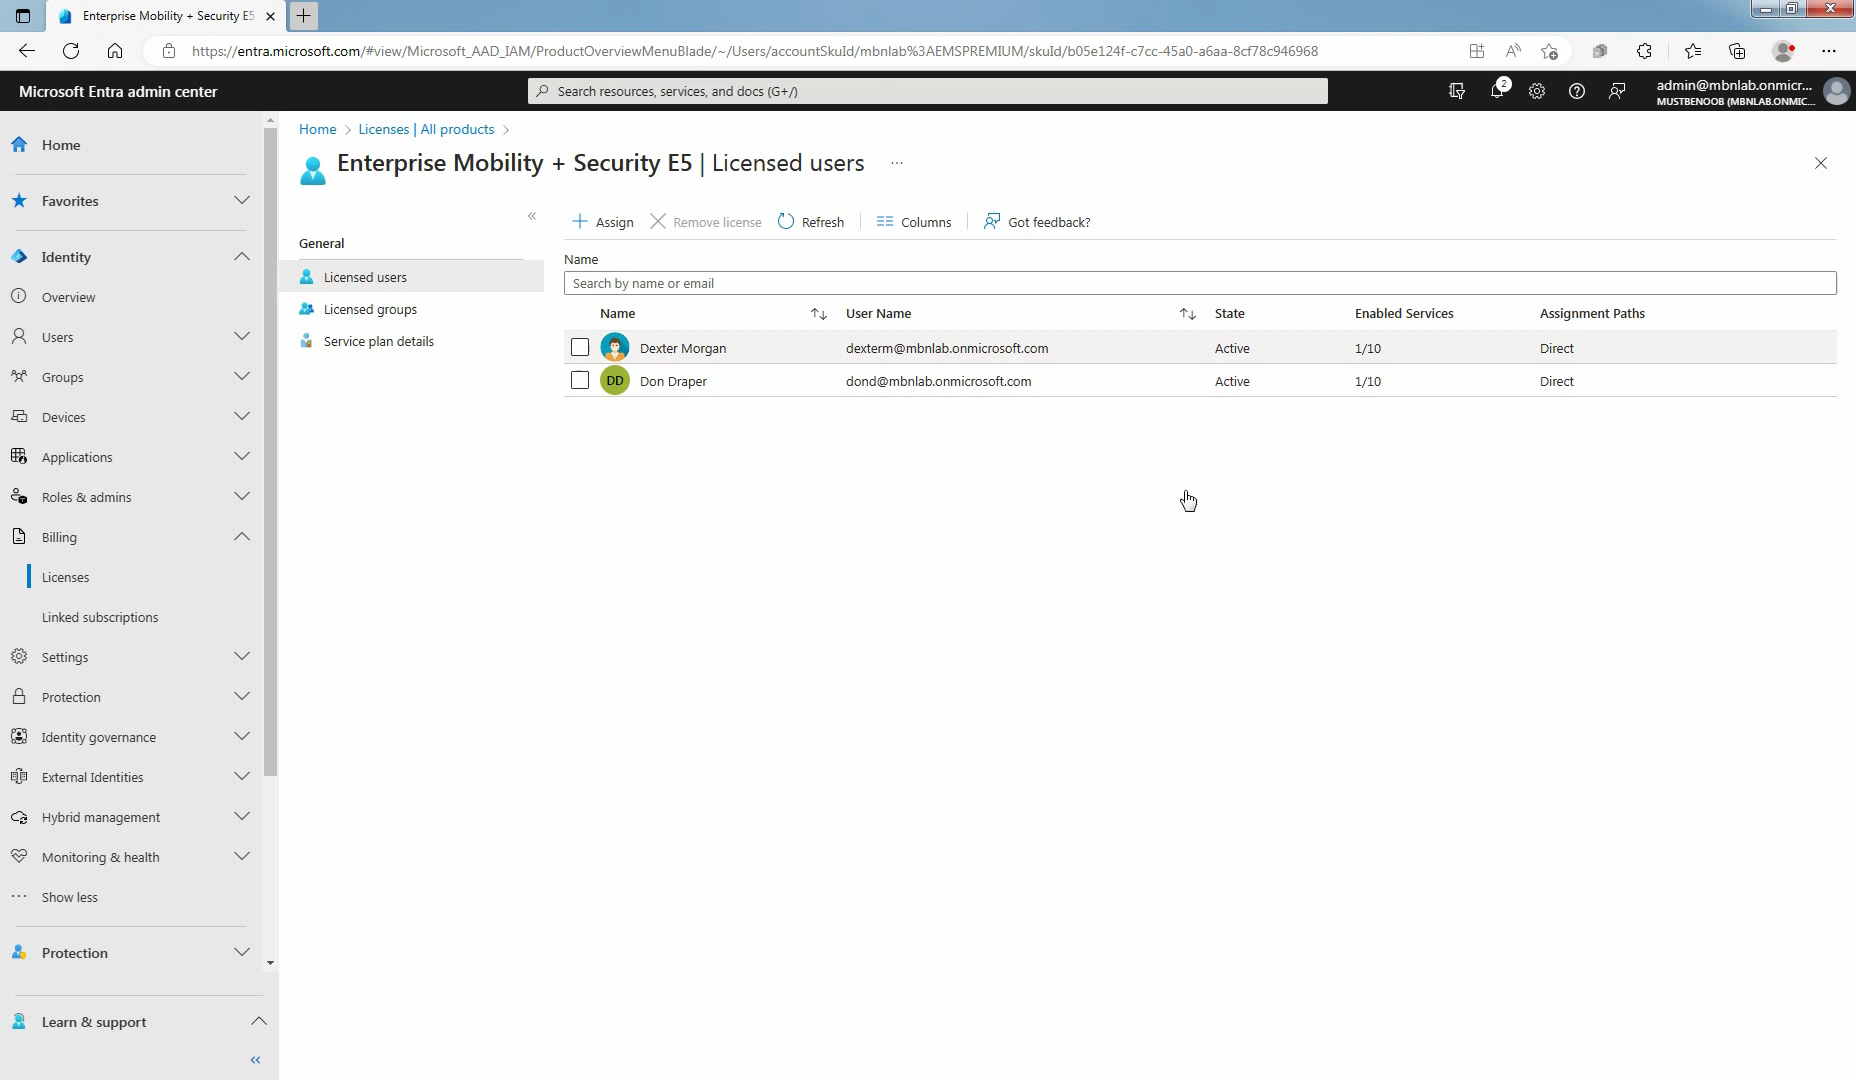 Enterprise Mobility + Security E5
https://entra.microsoft.com/#view/Microsoft_AAD_IAM/ProductOverviewMenuBlade/~/Users/accountSkuId/mbnlab%3AEMSPREMIUM/skuId/b05e124f-c7cc-45a0-a6aa-8cf78c946968
Microsoft Entra admin center
Search resources, services, and docs (G+/)
2
admin@mbnlab.onmicr...
MUSTBENOOB (MBNLAB.ONMIC...
Home
Favorites
Identity
Overview
Users
Groups
Devices
Applications
Roles & admins
Billing
Licenses
Linked subscriptions
Settings
Protection
Identity governance
External Identities
Hybrid management
Monitoring & health
Show less
Protection
Learn & support
Home > Licenses | All products >
Enterprise Mobility + Security E5 | Licensed users ...
General
Licensed users
Licensed groups
Service plan details
Assign Remove license Refresh Columns Got feedback?
Name
Search by name or email
Name User Name State Enabled Services Assignment Paths
Dexter Morgan dexterm@mbnlab.onmicrosoft.com Active 1/10 Direct
DD Don Draper dond@mbnlab.onmicrosoft.com Active 1/10 Direct